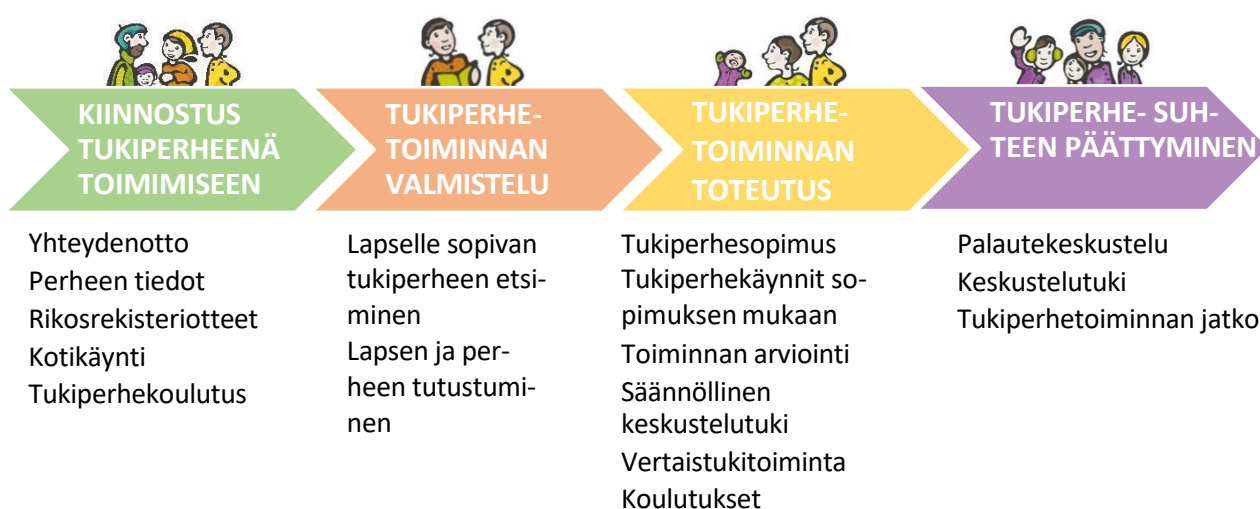 KIINNOSTUS
TUKIPERHEENÄ
TOIMIMISEEN
Yhteydenotto
Perheen tiedot
Rikosrekisteriotteet
Kotikäynti
Tukiperhekoulutus
TUKIPERHE-
TOIMINNAN
VALMISTELU
Lapselle sopivan
tukiperheen etsi-
minen
Lapsen ja per-
heen tutustumi-
nen
TUKIPERHE-
TOIMINNAN
TOTEUTUS
Tukiperhesopimus
Tukiperhekäynnit so-
pimuksen mukaan
Toiminnan arviointi
Säännöllinen
keskustelutuki
Vertaistukitoiminta
Koulutukset
TUKIPERHE- SUH-
TEEN PÄÄTTYMINEN
Palautekeskustelu
Keskustelutuki
Tukiperhetoiminnan jatko